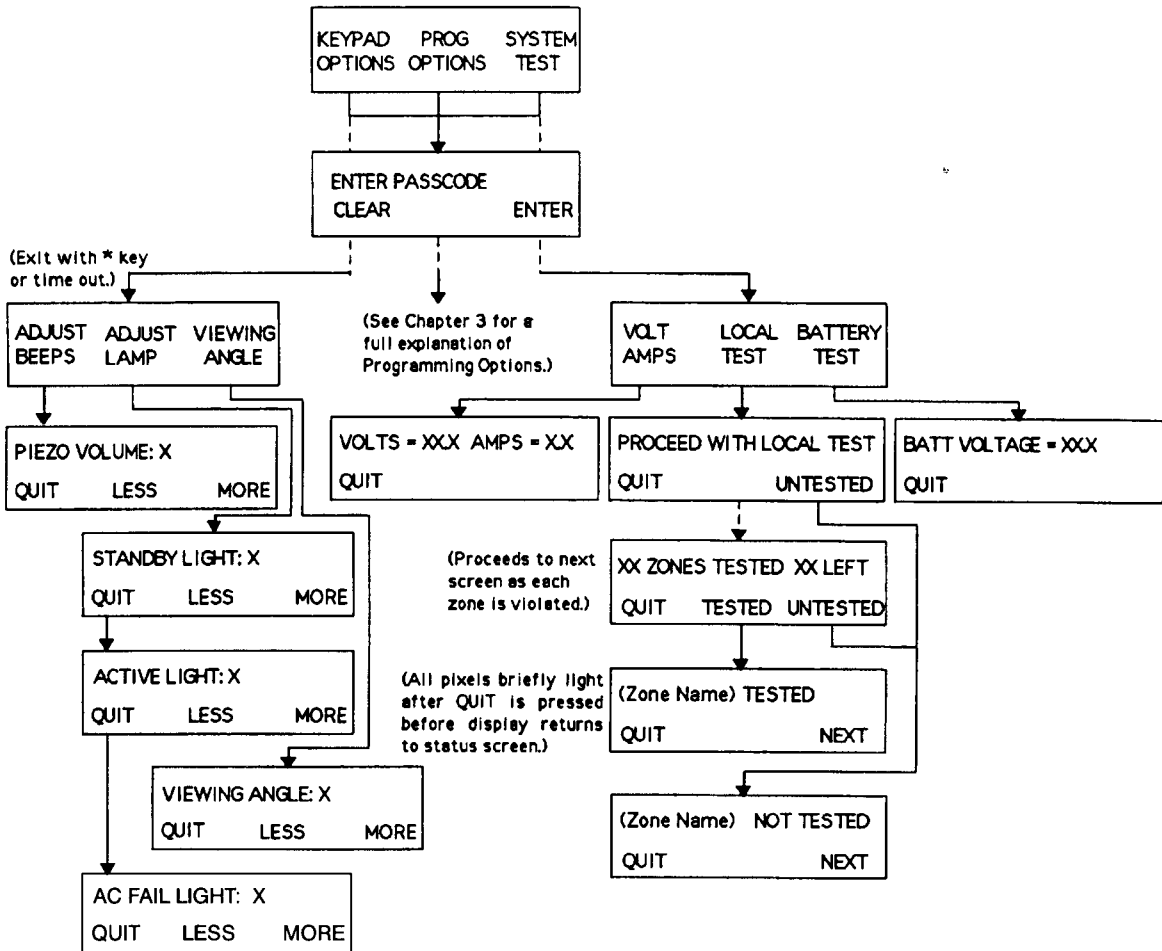 KEYPAD PROG SYSTEM
OPTIONS OPTIONS TEST
ENTER PASSCODE
CLEAR ENTER
(Exit with * key
or time out.)
ADJUST ADJUST VIEWING
BEEPS LAMP ANGLE
(See Chapter 3 for a
full explanation of
Programming Options.)
VOLT LOCAL BATTERY
AMPS TEST TEST
PIEZO VOLUME: X
QUIT LESS MORE
VOLTS = XX.X AMPS = X.X
QUIT
PROCEED WITH LOCAL TEST
QUIT UNTESTED
BATT VOLTAGE = XX.X
QUIT
STANDBY LIGHT: X
QUIT LESS MORE
(Proceeds to next
screen as each
zone is violated.)
XX ZONES TESTED XX LEFT
QUIT TESTED UNTESTED
ACTIVE LIGHT: X
QUIT LESS MORE
(All pixels briefly light
after QUIT is pressed
before display returns
to status screen.)
(Zone Name) TESTED
QUIT NEXT
VIEWING ANGLE: X
QUIT LESS MORE
(Zone Name) NOT TESTED
QUIT NEXT
AC FAIL LIGHT: X
QUIT LESS MORE